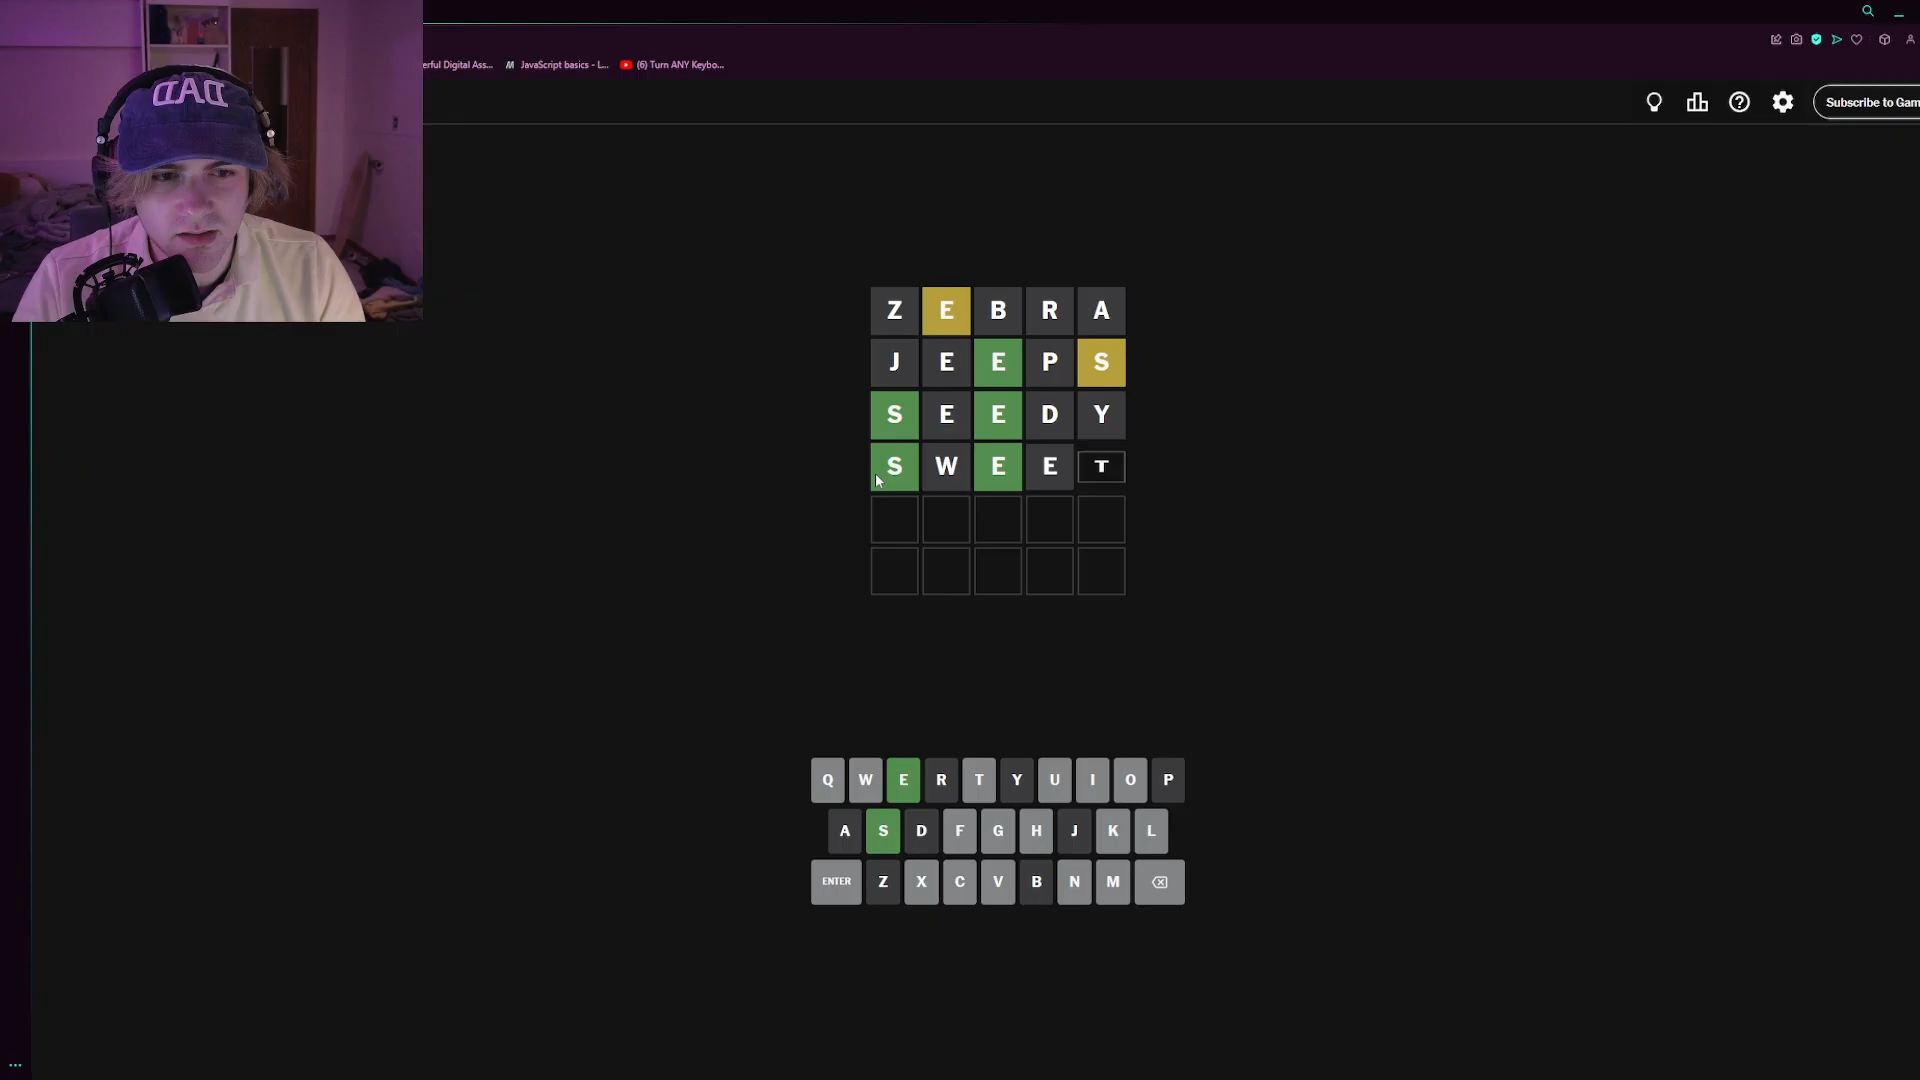 DAD
erful Digital Ass...
JavaScript basics - L...
(6) Turn ANY Keybo...
Subscribe to Gam
Z E B R A
J E E P S
S E E D Y
S W E E T
Q W E R T Y U I O P
A S D F G H J K L
ENTER Z X C V B N M